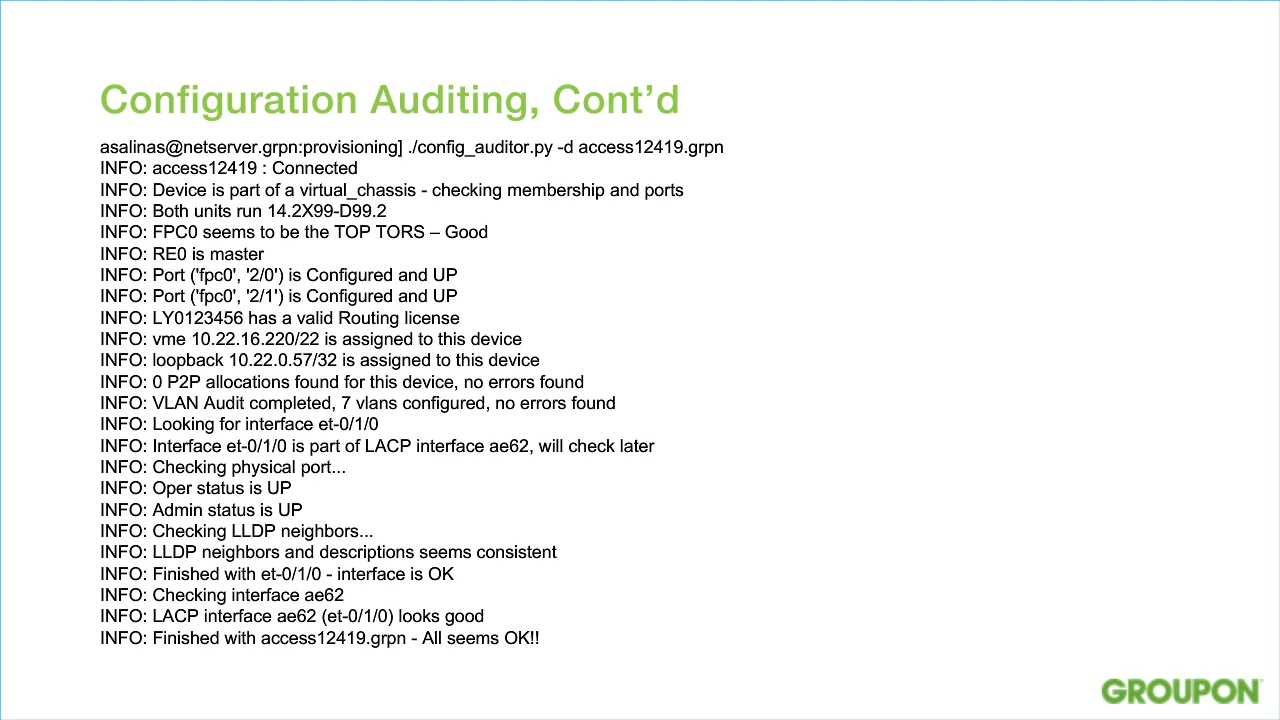 Configuration Auditing, Cont’d
asalinas@netserver.grpn:provisioning] ./config_auditor.py -d access12419.grpn
INFO: access12419 : Connected
INFO: Device is part of a virtual_chassis - checking membership and ports
INFO: Both units run 14.2X99-D99.2
INFO: FPC0 seems to be the TOP TORS – Good
INFO: RE0 is master
INFO: Port ('fpc0', '2/0') is Configured and UP
INFO: Port ('fpc0', '2/1') is Configured and UP
INFO: LY0123456 has a valid Routing license
INFO: vme 10.22.16.220/22 is assigned to this device
INFO: loopback 10.22.0.57/32 is assigned to this device
INFO: 0 P2P allocations found for this device, no errors found
INFO: VLAN Audit completed, 7 vlans configured, no errors found
INFO: Looking for interface et-0/1/0
INFO: Interface et-0/1/0 is part of LACP interface ae62, will check later
INFO: Checking physical port...
INFO: Oper status is UP
INFO: Admin status is UP
INFO: Checking LLDP neighbors...
INFO: LLDP neighbors and descriptions seems consistent
INFO: Finished with et-0/1/0 - interface is OK
INFO: Checking interface ae62
INFO: LACP interface ae62 (et-0/1/0) looks good
INFO: Finished with access12419.grpn - All seems OK!!
GROUPON